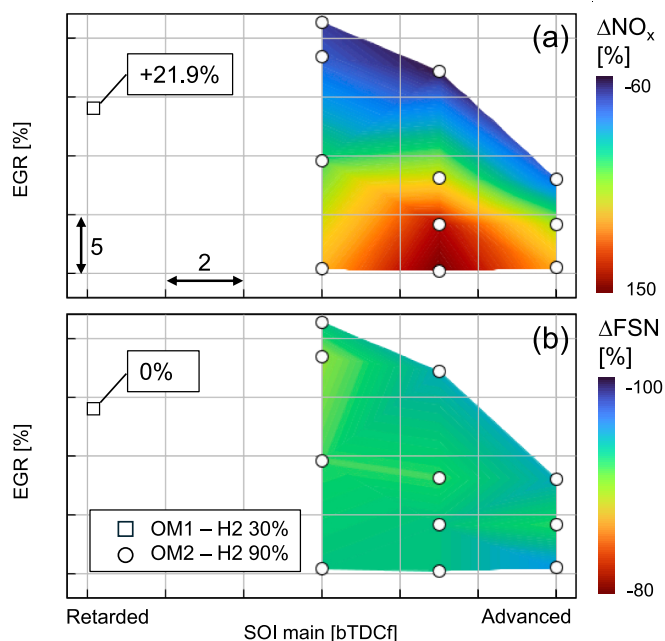 (a)
ΔNOx
[%]
+21.9%
-60
EGR [%]
5
2
150
(b)
ΔFSN
[%]
0%
-100
EGR [%]
OM1 – H2 30%
OM2 – H2 90%
-80
Retarded
SOI main [bTDCf]
Advanced